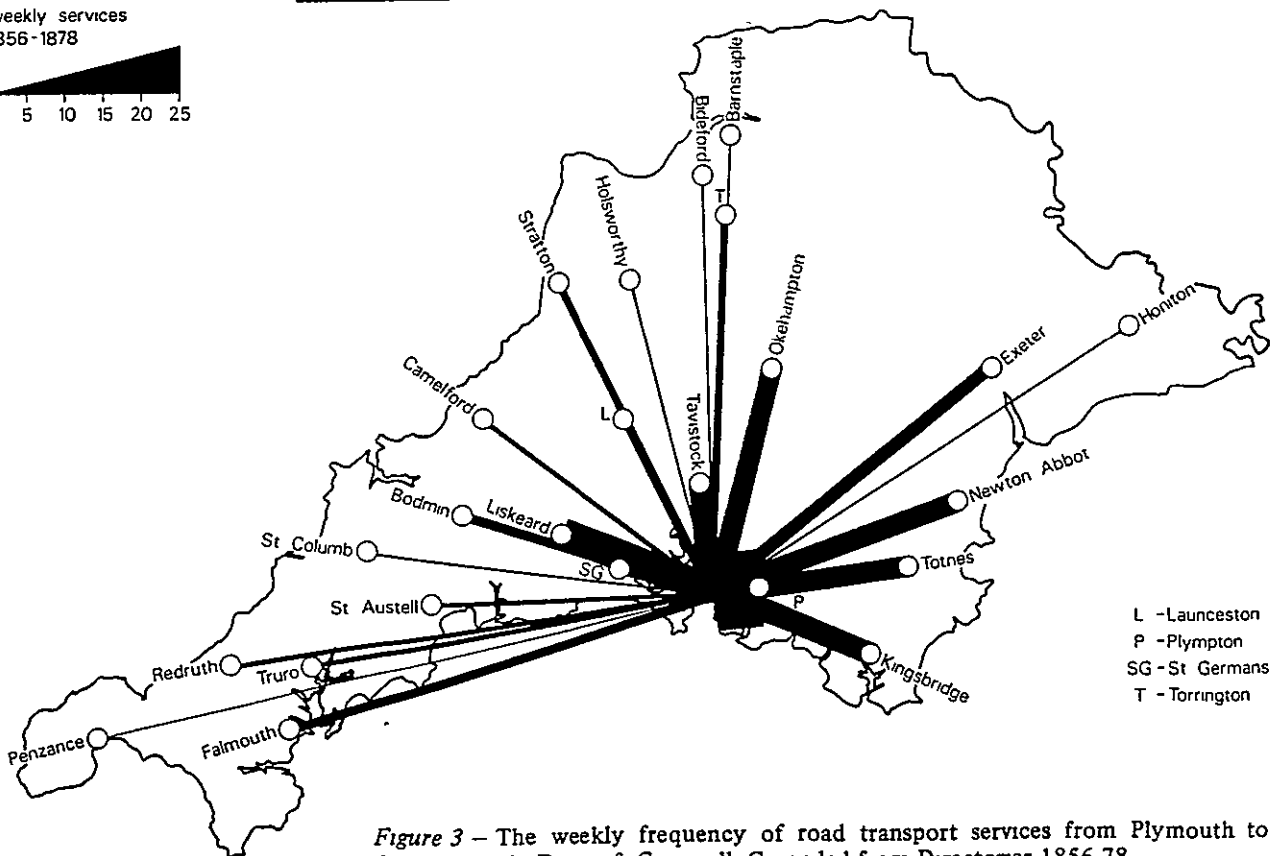 weekly services
856-1878
5 10 15 20 25
Barnstaple
Bideford
T
Holsworthy
Stratton
Okehampton
Honiton
Exeter
Camelford
L
Tavistock
Newton Abbot
Bodmin
Liskeard
St Columb
SG
Totnes
P
St Austell
Redruth
Truro
Kingsbridge
Penzance
Falmouth
L - Launceston
P - Plympton
SG - St Germans
T - Torrington
Figure 3 – The weekly frequency of road transport services from Plymouth to